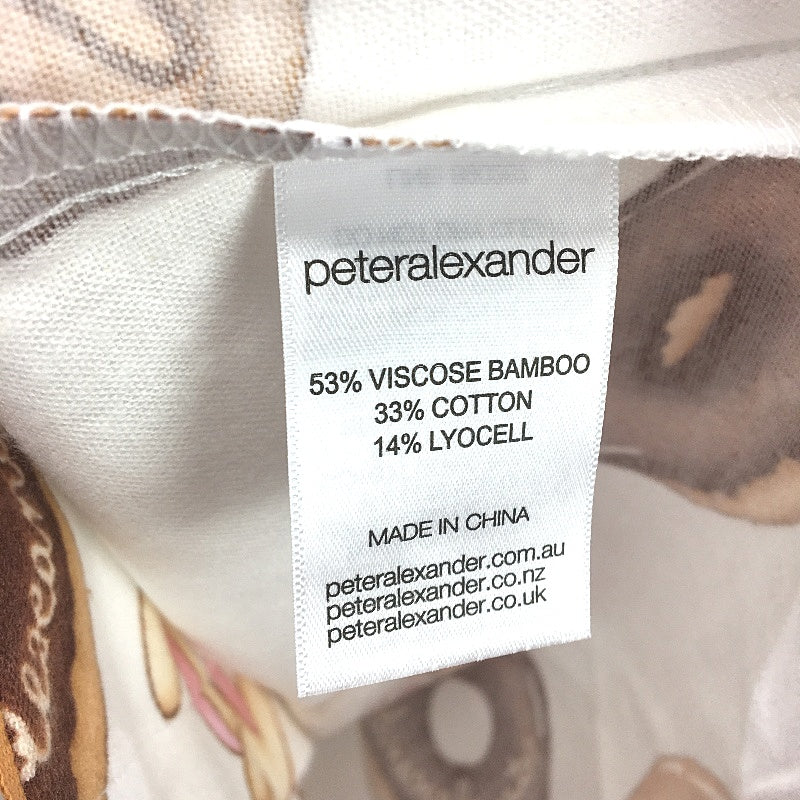 peteralexander
53% VISCOSE BAMBOO
33% COTTON
14% LYOCELL
MADE IN CHINA
peteralexander.com.au
peteralexander.co.nz
peteralexander.co.uk